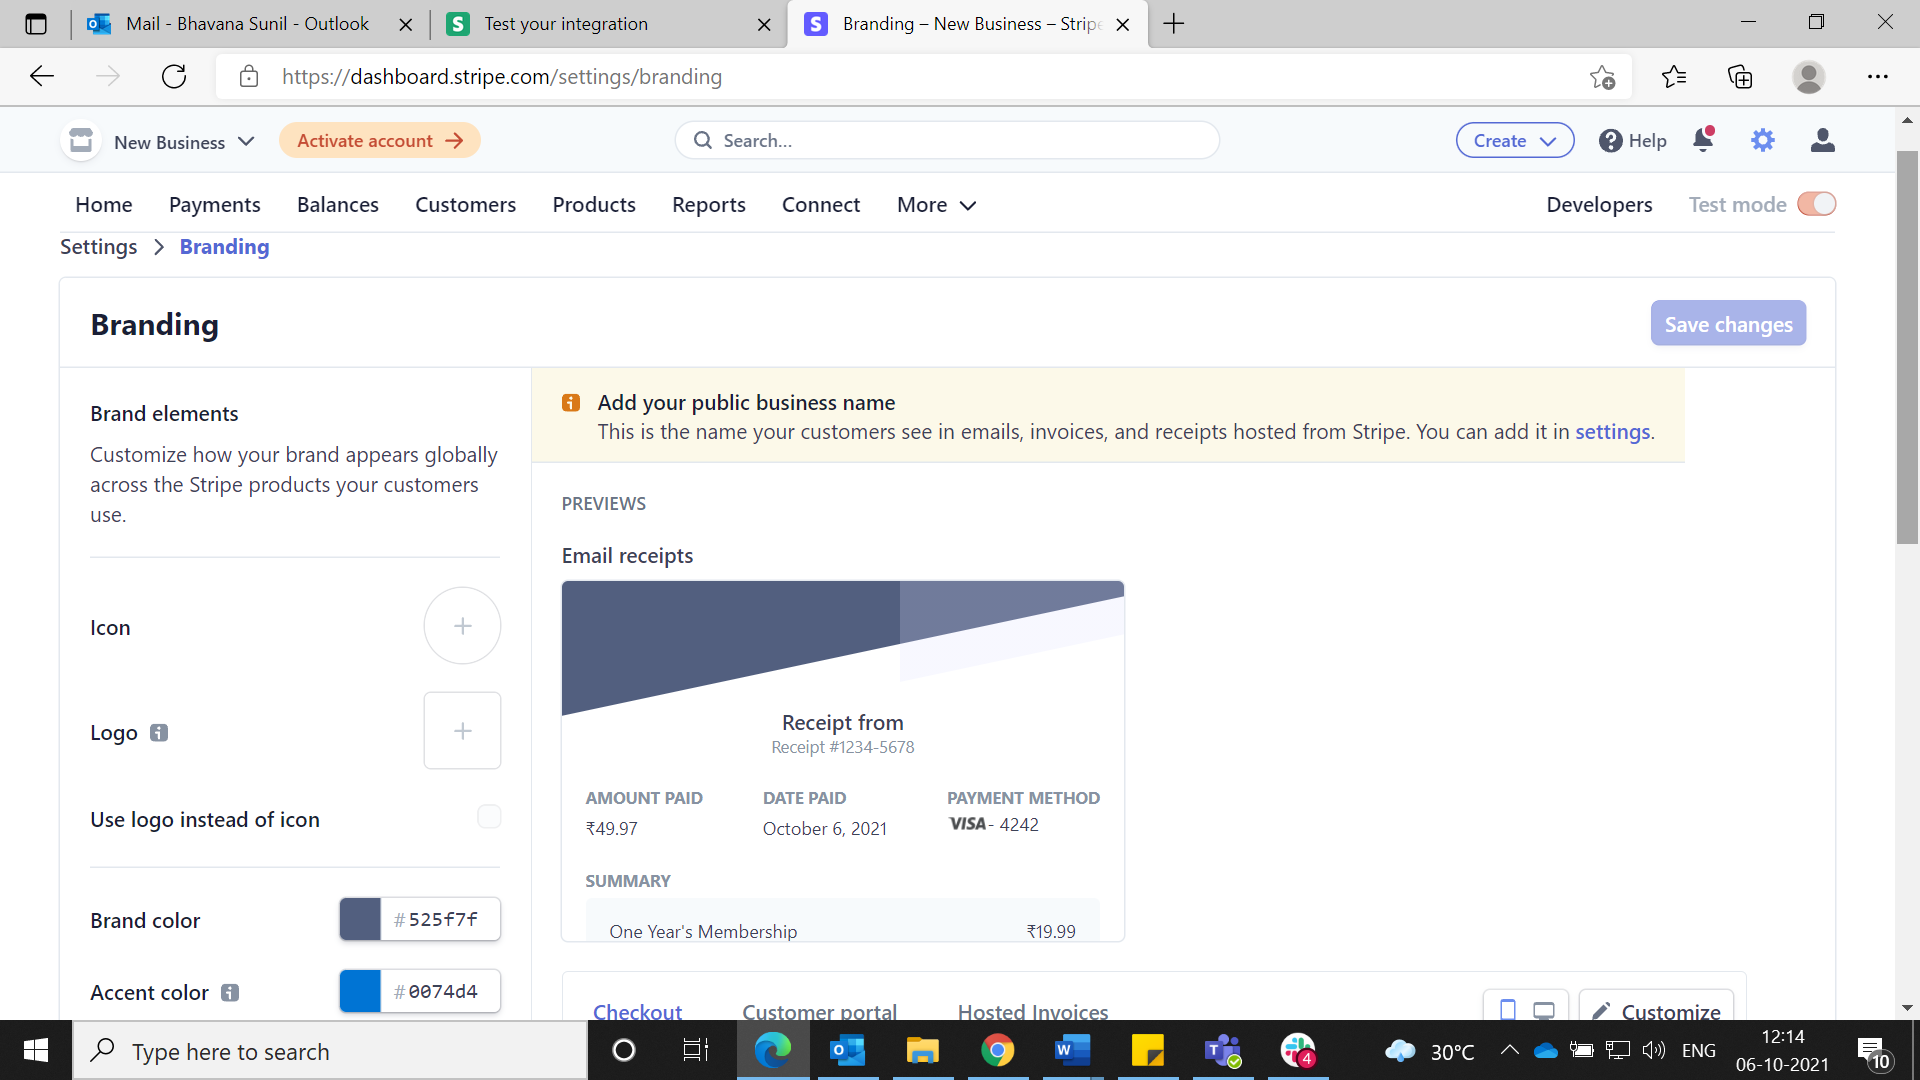 Mail - Bhavana Sunil - Outlook
Test your integration
Branding – New Business – Strip
https://dashboard.stripe.com/settings/branding
New Business
Activate account →
Search...
Create
Help
Home Payments Balances Customers Products Reports Connect More
Developers Test mode
Settings > Branding
Branding
Save changes
Brand elements
Customize how your brand appears globally
across the Stripe products your customers
use.
Icon
Logo
Use logo instead of icon
Brand color
#525f7f
Accent color
#0074d4
Add your public business name
This is the name your customers see in emails, invoices, and receipts hosted from Stripe. You can add it in settings.
PREVIEWS
Email receipts
Receipt from
Receipt #1234-5678
AMOUNT PAID DATE PAID PAYMENT METHOD
₹49.97 October 6, 2021 VISA - 4242
SUMMARY
One Year's Membership ₹19.99
Checkout Customer portal Hosted Invoices
Customize
Type here to search
4
30°C
ENG
12:14
06-10-2021
10